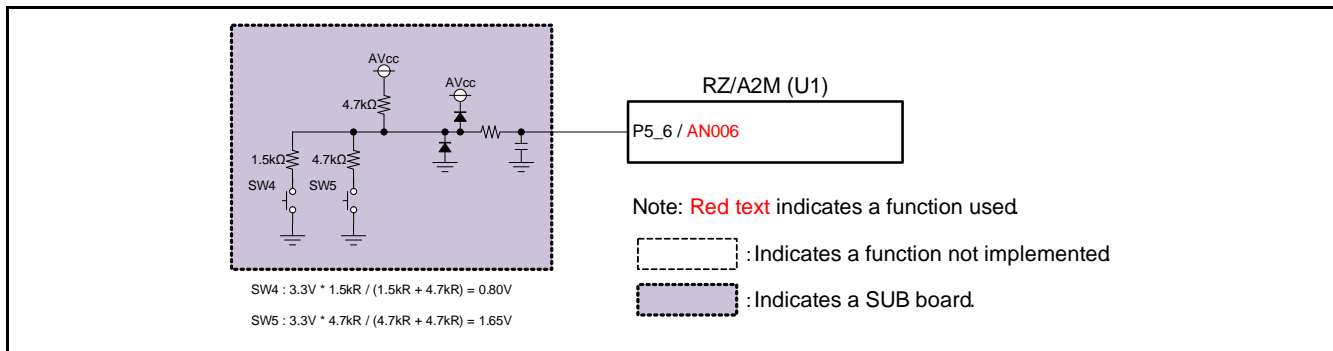 AVcc
AVcc
4.7kΩ
1.5kΩ
4.7kΩ
SW4
SW5
RZ/A2M (U1)
P5_6 / AN006
Note: Red text indicates a function used.
: Indicates a function not implemented.
: Indicates a SUB board.
SW4 : 3.3V * 1.5kR / (1.5kR + 4.7kR) = 0.80V
SW5 : 3.3V * 4.7kR / (4.7kR + 4.7kR) = 1.65V